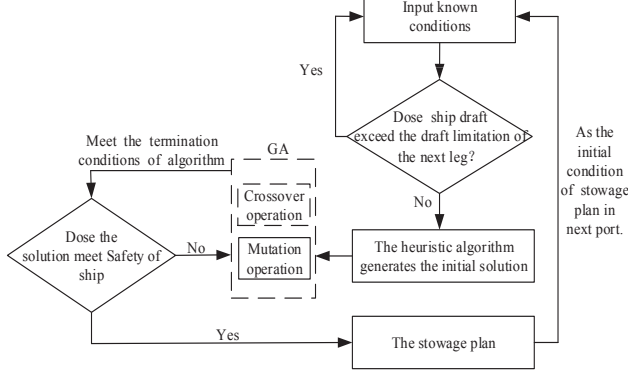 Input known
conditions
Yes
Dose ship draft
exceed the draft limitation of
the next leg?
As the
initial
condition
of stowage
plan in
next port.
Meet the termination
conditions of algorithm
GA
Crossover
operation
No
Dose the
solution meet Safety of
ship
No
Mutation
operation
The heuristic algorithm
generates the initial solution
Yes
The stowage plan